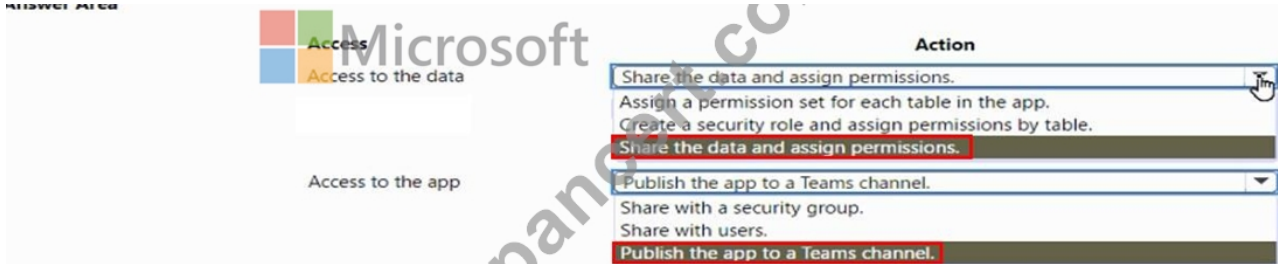 Answer Area
Microsoft
Access Action
Access to the data Share the data and assign permissions.
Assign a permission set for each table in the app.
Create a security role and assign permissions by table.
Share the data and assign permissions.
Access to the app Publish the app to a Teams channel.
Share with a security group.
Share with users.
Publish the app to a Teams channel.